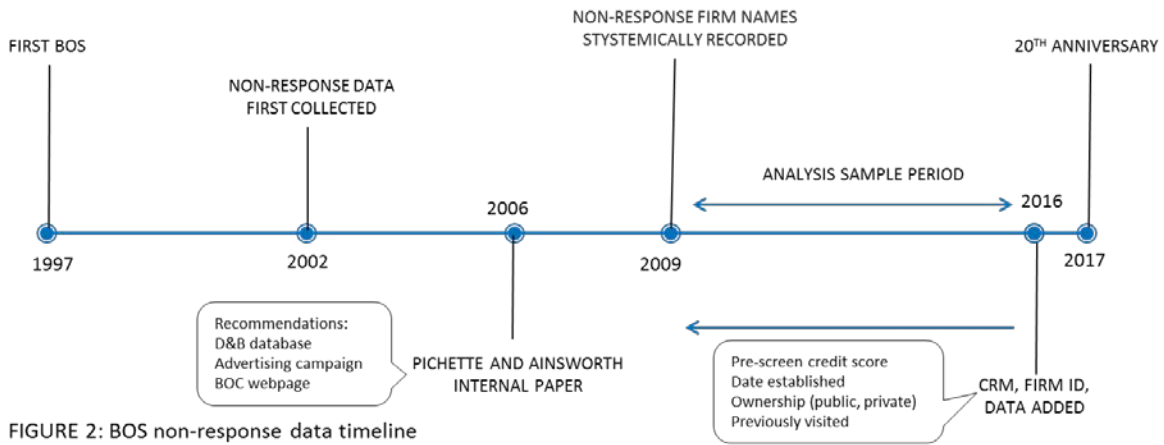 FIRST BOS
NON-RESPONSE DATA
FIRST COLLECTED
NON-RESPONSE FIRM NAMES
STYSTEMICALLY RECORDED
20TH ANNIVERSARY
ANALYSIS SAMPLE PERIOD
1997
2002
2006
2009
2016
2017
Recommendations:
D&B database
Advertising campaign
BOC webpage
PICHETTE AND AINSWORTH
INTERNAL PAPER
Pre-screen credit score
Date established
Ownership (public, private)
Previously visited
CRM, FIRM ID,
DATA ADDED
FIGURE 2: BOS non-response data timeline